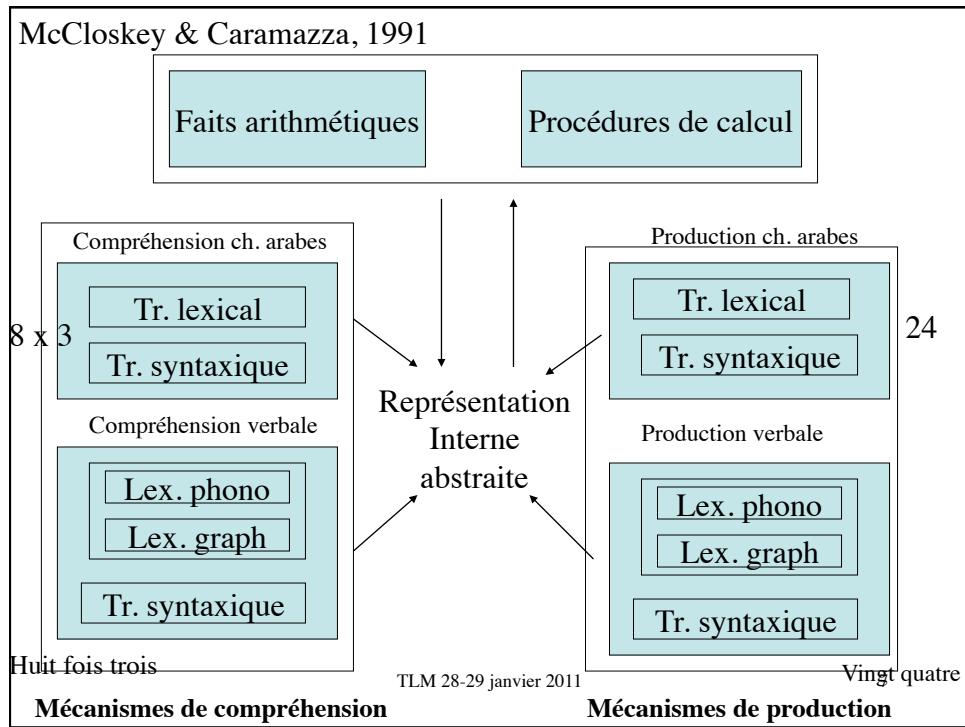 McCloskey & Caramazza, 1991
Faits arithmétiques
Procédures de calcul
Compréhension ch. arabes
Tr. lexical
8 x 3
Tr. syntaxique
Compréhension verbale
Lex. phono
Lex. graph
Tr. syntaxique
Huit fois trois
Mécanismes de compréhension
Représentation
Interne
abstraite
Production ch. arabes
Tr. lexical
24
Tr. syntaxique
Production verbale
Lex. phono
Lex. graph
Tr. syntaxique
Vingt quatre
Mécanismes de production
TLM 28-29 janvier 2011